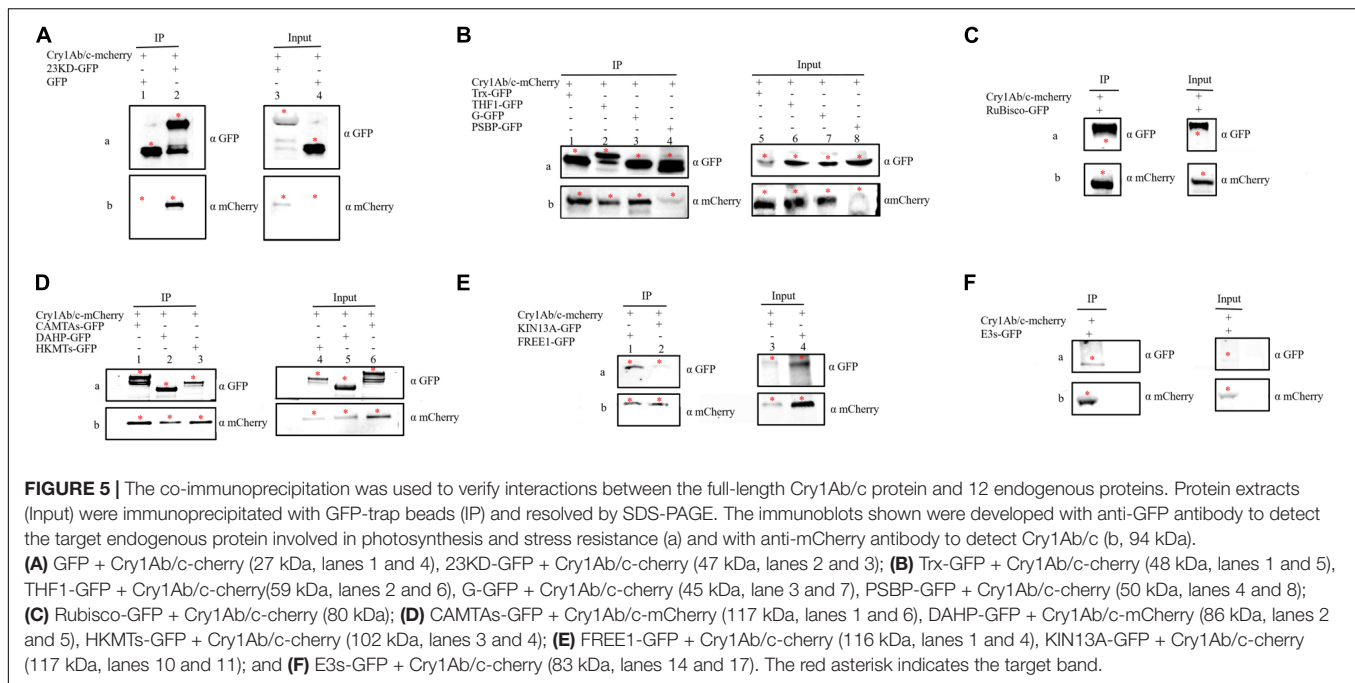 A
IP
Input
Cry1Ab/c-mcherry + + + +
23KD-GFP - + + -
GFP + - - +
1 2 3 4
a
α GFP
α GFP
b
α mCherry
α mCherry
B
IP
Input
Cry1Ab/c-mCherry + + + + + + + +
Trx-GFP + - - - + - - -
THF1-GFP - + - - - + - -
G-GFP - - + - - - + -
PSBP-GFP - - - + - - - +
1 2 3 4 5 6 7 8
a
α GFP
α GFP
b
α mCherry
αmCherry
C
IP
Input
Cry1Ab/c-mcherry + +
RuBisco-GFP + +
a
α GFP
α GFP
b
α mCherry
α mCherry
D
IP
Input
Cry1Ab/c-mCherry + + + + + +
CAMTAs-GFP + - - - - +
DAHP-GFP - + - - + -
HKMTs-GFP - - + + - -
1 2 3 4 5 6
a
α GFP
α GFP
b
α mCherry
α mCherry
E
IP
Input
Cry1Ab/c-mCherry + + + +
KIN13A-GFP - + + -
FREE1-GFP + - - +
1 2 3 4
a
α GFP
α GFP
b
α mCherry
α mCherry
F
IP
Input
Cry1Ab/c-mcherry + +
E3s-GFP + +
a
α GFP
α GFP
b
α mCherry
α mCherry
FIGURE 5 | The co-immunoprecipitation was used to verify interactions between the full-length Cry1Ab/c protein and 12 endogenous proteins. Protein extracts
(Input) were immunoprecipitated with GFP-trap beads (IP) and resolved by SDS-PAGE. The immunoblots shown were developed with anti-GFP antibody to detect
the target endogenous protein involved in photosynthesis and stress resistance (a) and with anti-mCherry antibody to detect Cry1Ab/c (b, 94 kDa).
(A) GFP + Cry1Ab/c-cherry (27 kDa, lanes 1 and 4), 23KD-GFP + Cry1Ab/c-cherry (47 kDa, lanes 2 and 3); (B) Trx-GFP + Cry1Ab/c-cherry (48 kDa, lanes 1 and 5),
THF1-GFP + Cry1Ab/c-cherry(59 kDa, lanes 2 and 6), G-GFP + Cry1Ab/c-cherry (45 kDa, lane 3 and 7), PSBP-GFP + Cry1Ab/c-cherry (50 kDa, lanes 4 and 8);
(C) Rubisco-GFP + Cry1Ab/c-cherry (80 kDa); (D) CAMTAs-GFP + Cry1Ab/c-mCherry (117 kDa, lanes 1 and 6), DAHP-GFP + Cry1Ab/c-mCherry (86 kDa, lanes 2
and 5), HKMTs-GFP + Cry1Ab/c-cherry (102 kDa, lanes 3 and 4); (E) FREE1-GFP + Cry1Ab/c-cherry (116 kDa, lanes 1 and 4), KIN13A-GFP + Cry1Ab/c-cherry
(117 kDa, lanes 10 and 11); and (F) E3s-GFP + Cry1Ab/c-cherry (83 kDa, lanes 14 and 17). The red asterisk indicates the target band.